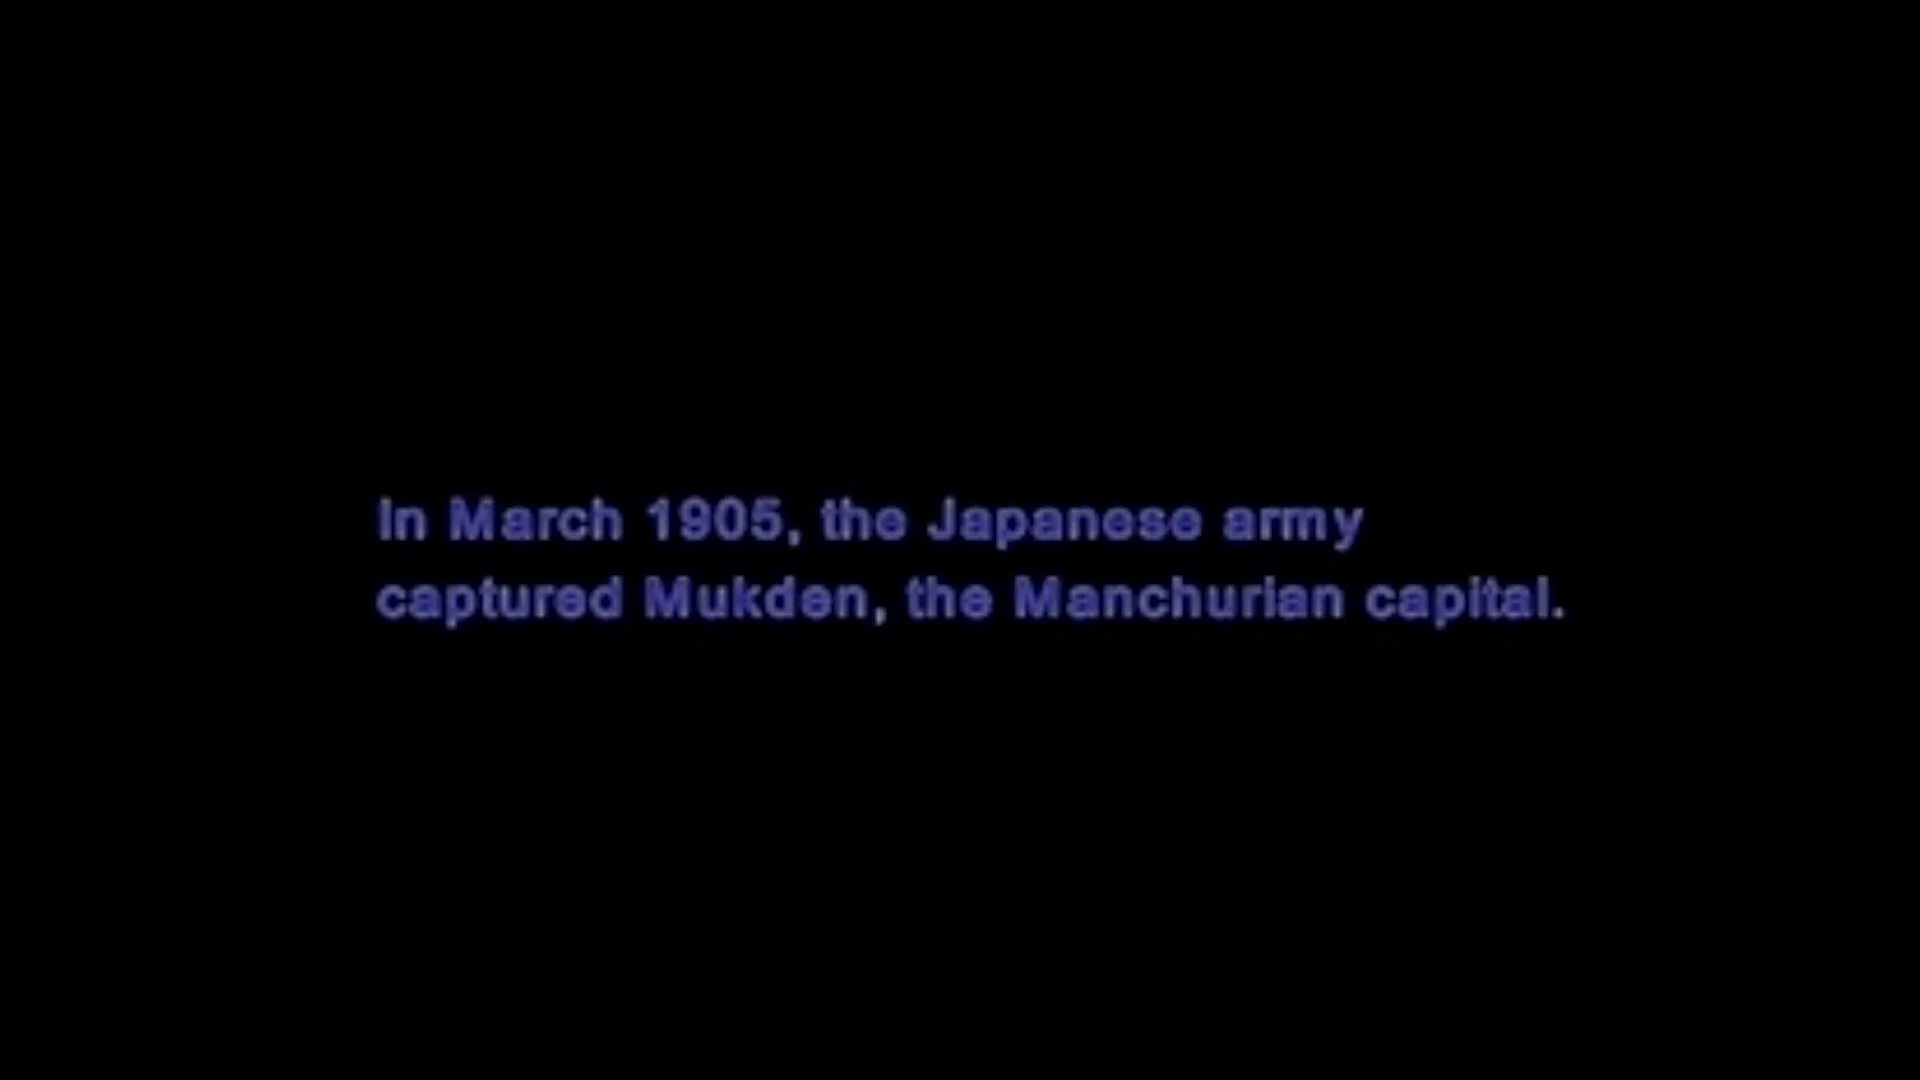 In March 1905, the Japanese army
captured Mukden, the Manchurian capital.